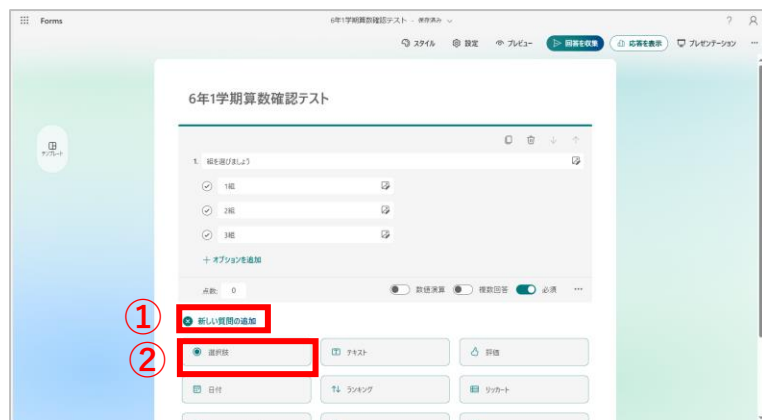 Forms
6年1学期算数確認テスト - 保存済み
?
スタイル 設定 プレビュー 回答を収集 応答を表示 プレゼンテーション ...
6年1学期算数確認テスト
テンプレート
1. 組を選びましょう
1組
2組
3組
+ オプションを追加
点数: 0 数値演算 複数回答 必須 ...
① 新しい質問の追加
② 選択肢 テキスト 評価
日付 ランキング リッカート